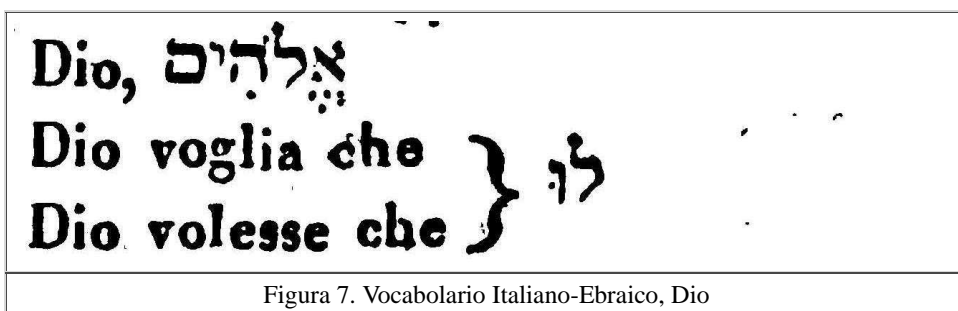 Dio, אֱלֹהִים
Dio voglia che
Dio volesse che } לוּ
Figura 7. Vocabolario Italiano-Ebraico, Dio